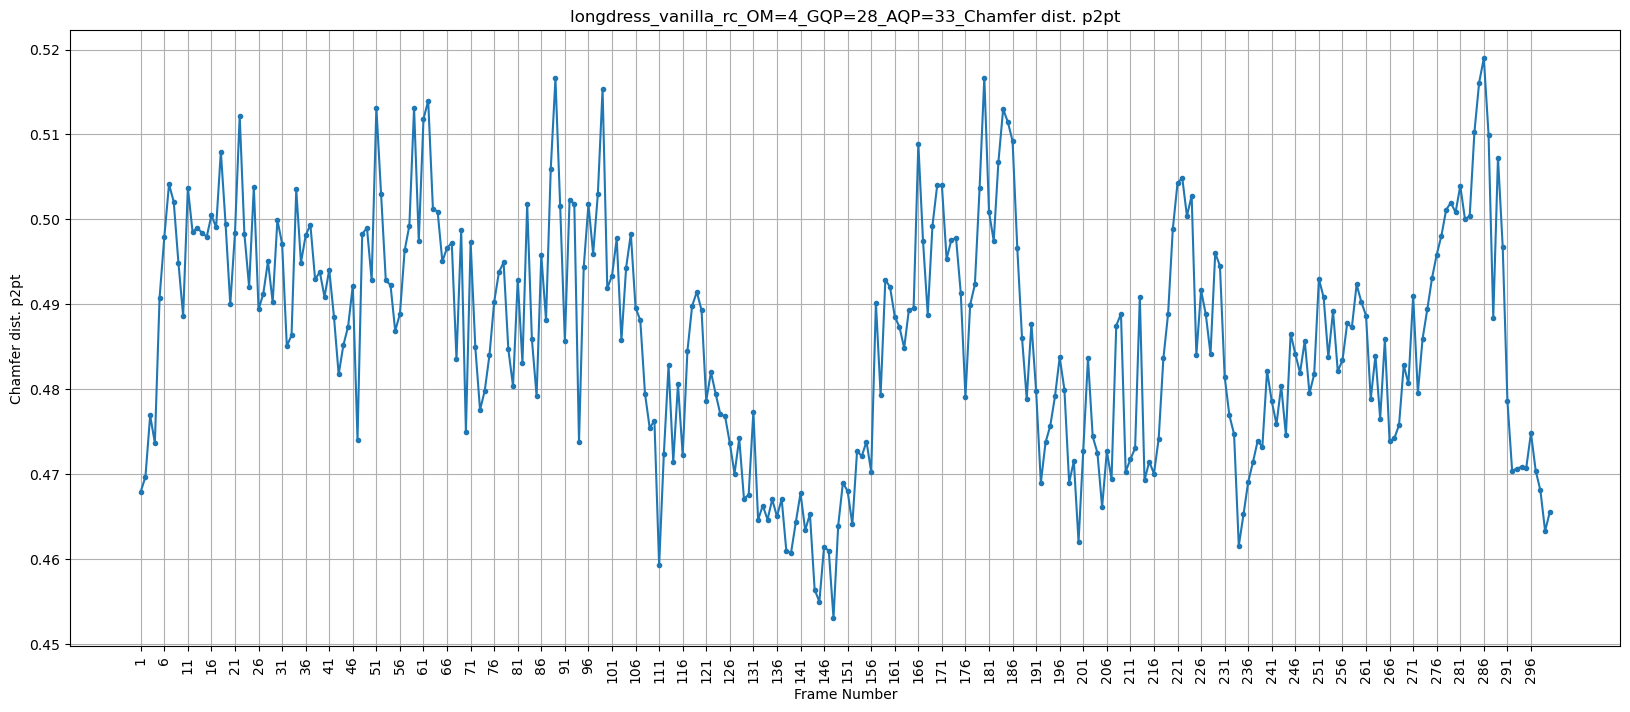 longdress_vanilla_rc_OM=4_GQP=28_AQP=33_Chamfer dist. p2pt
0.52
0.51
0.50
0.49
0.48
0.47
0.46
0.45
Chamfer dist. p2pt
1 6 11 16 21 26 31 36 41 46 51 56 61 66 71 76 81 86 91 96 101 106 111 116 121 126 131 136 141 146 151 156 161 166 171 176 181 186 191 196 201 206 211 216 221 226 231 236 241 246 251 256 261 266 271 276 281 286 291 296
Frame Number